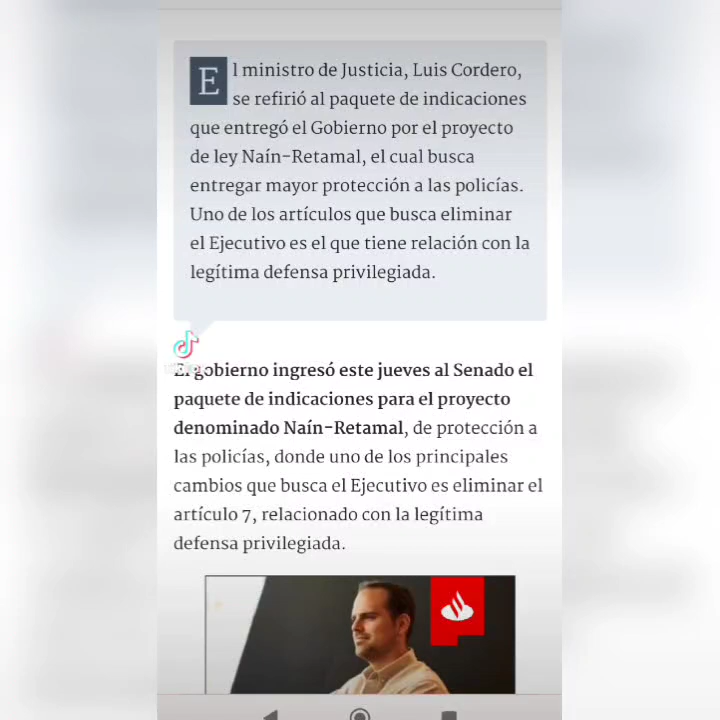 El ministro de Justicia, Luis Cordero,
se refirió al paquete de indicaciones
que entregó el Gobierno por el proyecto
de ley Naín-Retamal, el cual busca
entregar mayor protección a las policías.
Uno de los artículos que busca eliminar
el Ejecutivo es el que tiene relación con la
legítima defensa privilegiada.
El gobierno ingresó este jueves al Senado el
paquete de indicaciones para el proyecto
denominado Naín-Retamal, de protección a
las policías, donde uno de los principales
cambios que busca el Ejecutivo es eliminar el
artículo 7, relacionado con la legítima
defensa privilegiada.